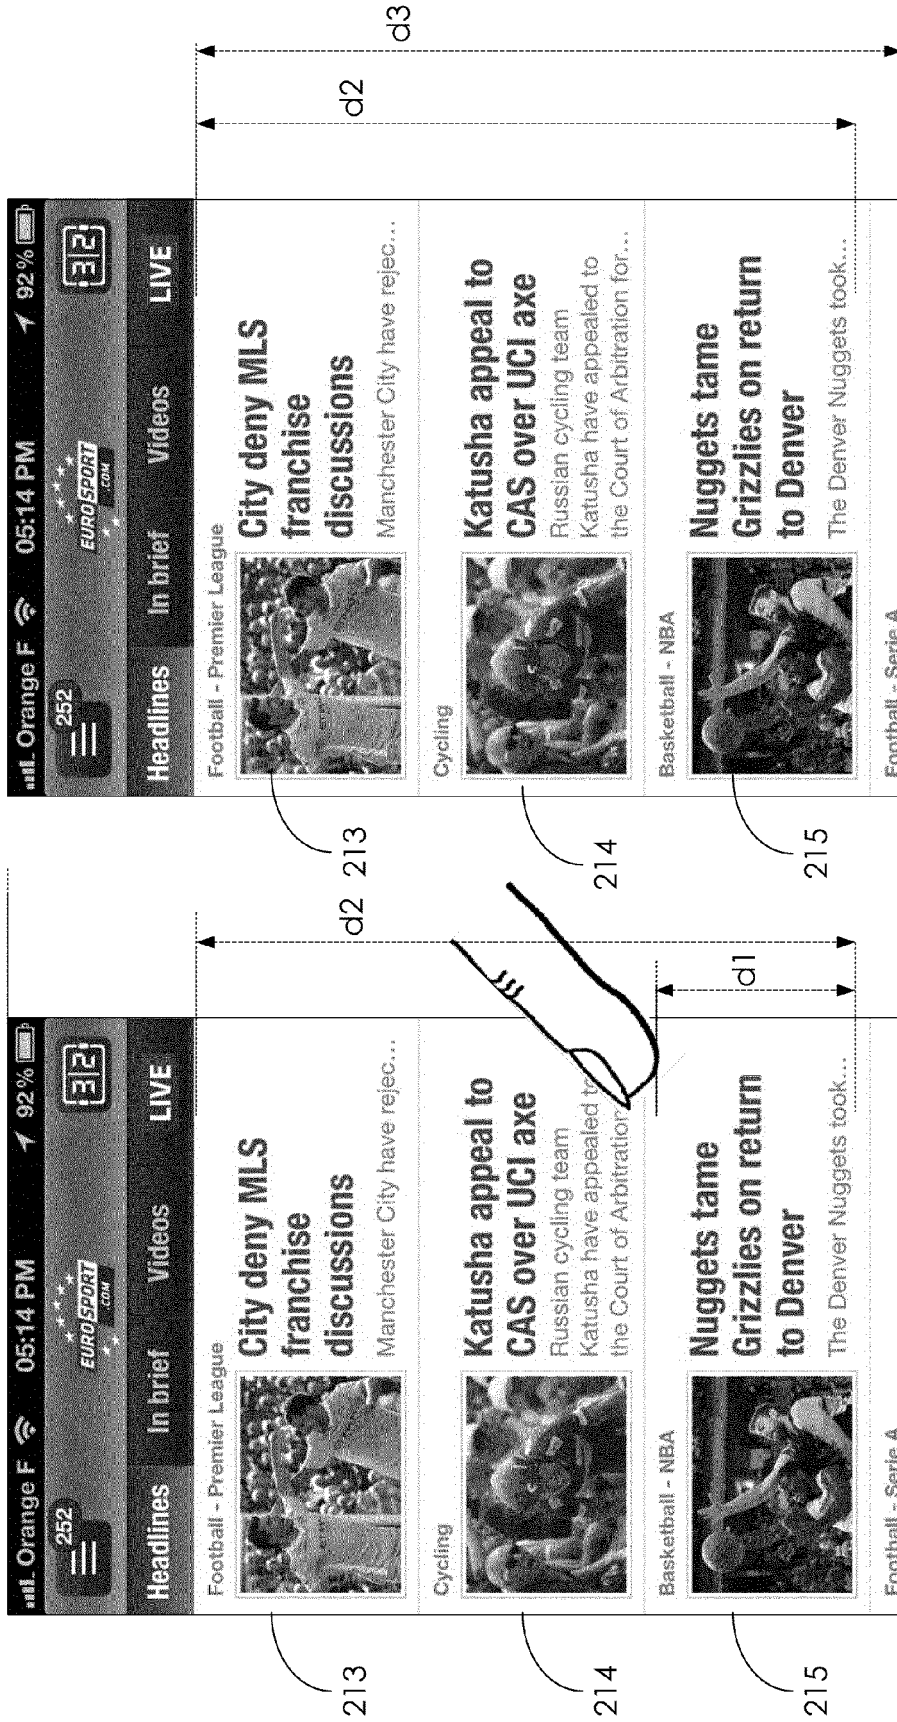 Orange F 05:14 PM 92%
252
EUROSPORT
.COM
3 2
Headlines In brief Videos LIVE
Football - Premier League
City deny MLS
franchise
discussions
Manchester City have rejec...
Cycling
Katusha appeal to
CAS over UCI axe
Russian cycling team
Katusha have appealed to
the Court of Arbitration
Basketball - NBA
Nuggets tame
Grizzlies on return
to Denver
The Denver Nuggets took...
Football - Serie A
213
214
215
d2
d1
Orange F 05:14 PM 92%
252
EUROSPORT
.COM
3 2
Headlines In brief Videos LIVE
Football - Premier League
City deny MLS
franchise
discussions
Manchester City have rejec...
Cycling
Katusha appeal to
CAS over UCI axe
Russian cycling team
Katusha have appealed to
the Court of Arbitration for...
Basketball - NBA
Nuggets tame
Grizzlies on return
to Denver
The Denver Nuggets took...
Football - Serie A
213
214
215
d2
d3